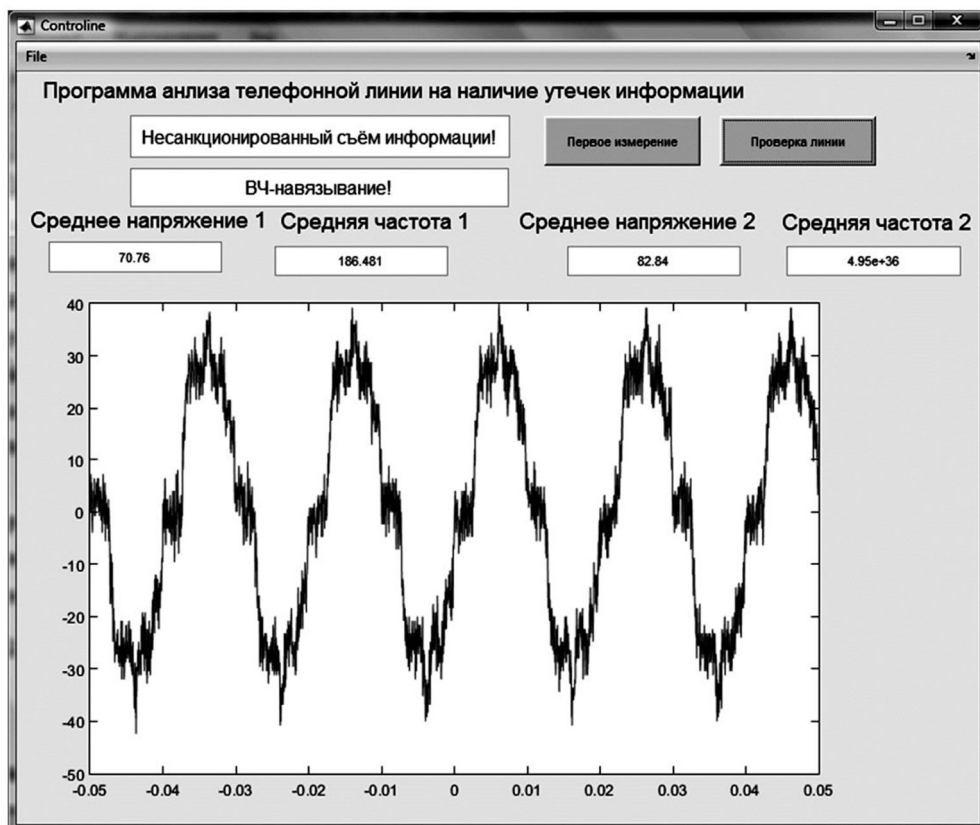 Controline
File
Программа анлиза телефонной линии на наличие утечек информации
Несанкционированный съём информации!
Первое измерение
Проверка линии
ВЧ-навязывание!
Среднее напряжение 1
Средняя частота 1
Среднее напряжение 2
Средняя частота 2
70.76
186.481
82.84
4.95e+36
40
30
20
10
0
-10
-20
-30
-40
-50
-0.05 -0.04 -0.03 -0.02 -0.01 0 0.01 0.02 0.03 0.04 0.05